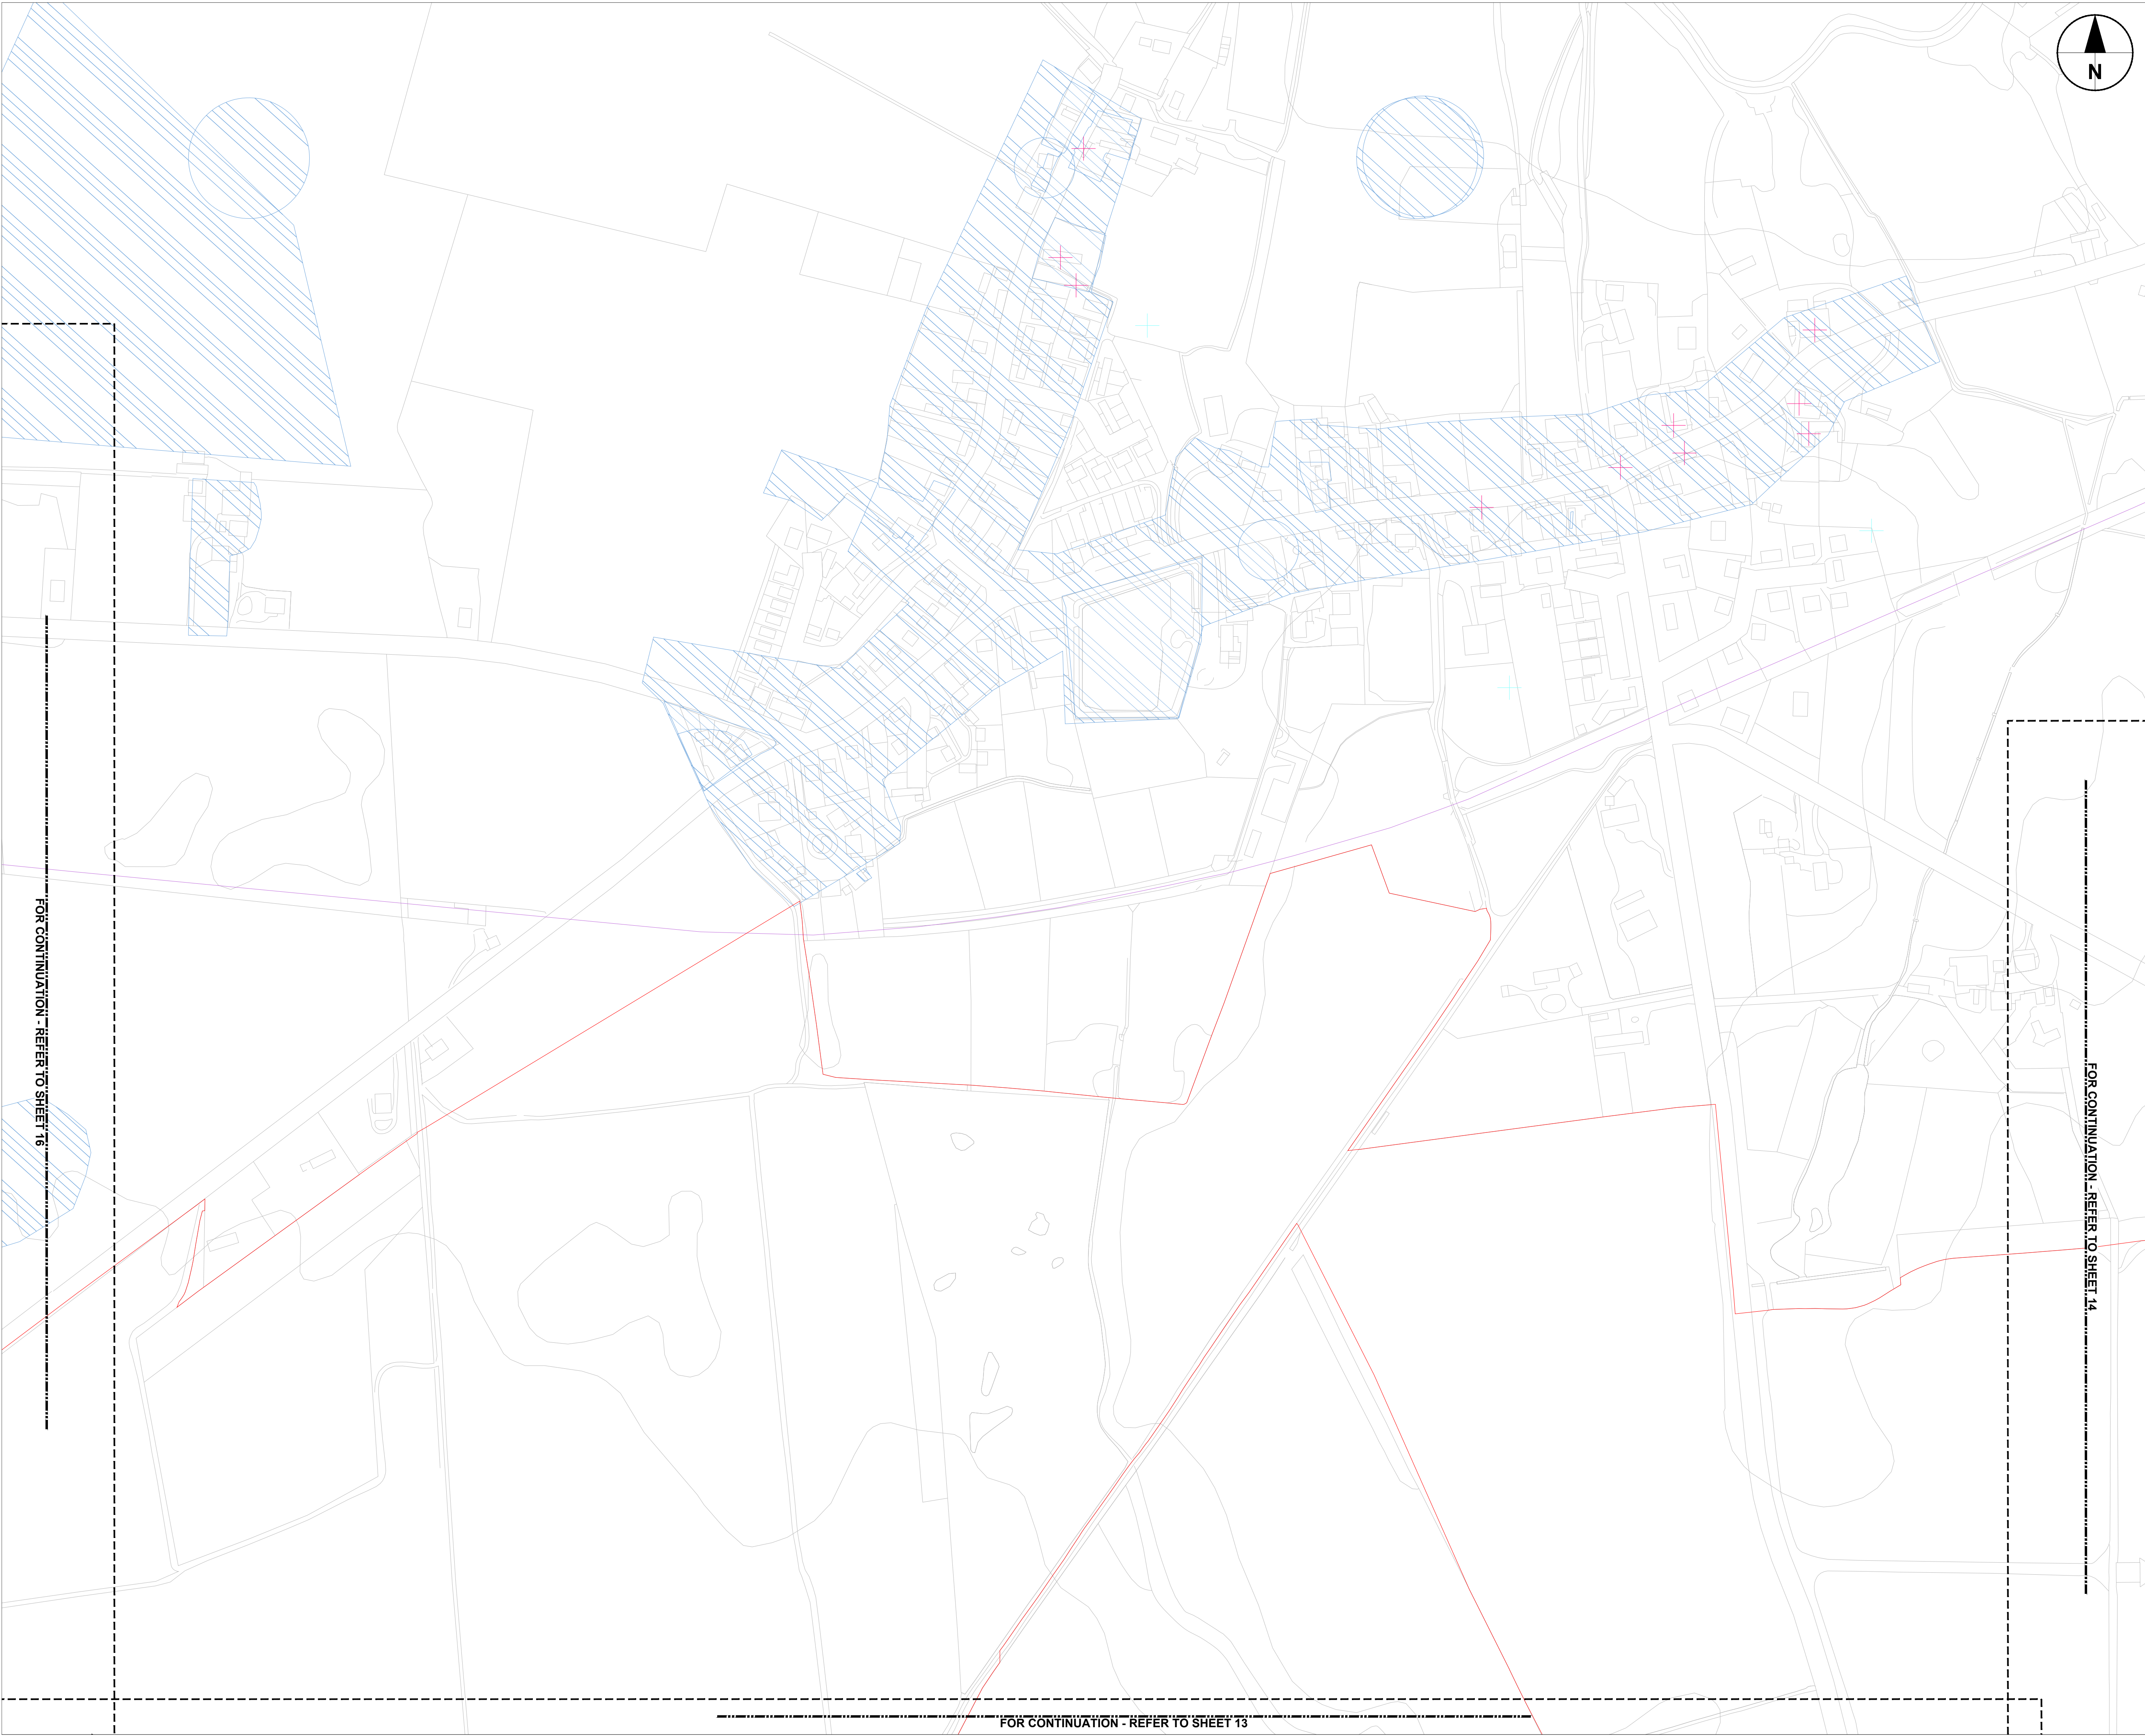 N
FOR CONTINUATION - REFER TO SHEET 16
FOR CONTINUATION - REFER TO SHEET 14
FOR CONTINUATION - REFER TO SHEET 13